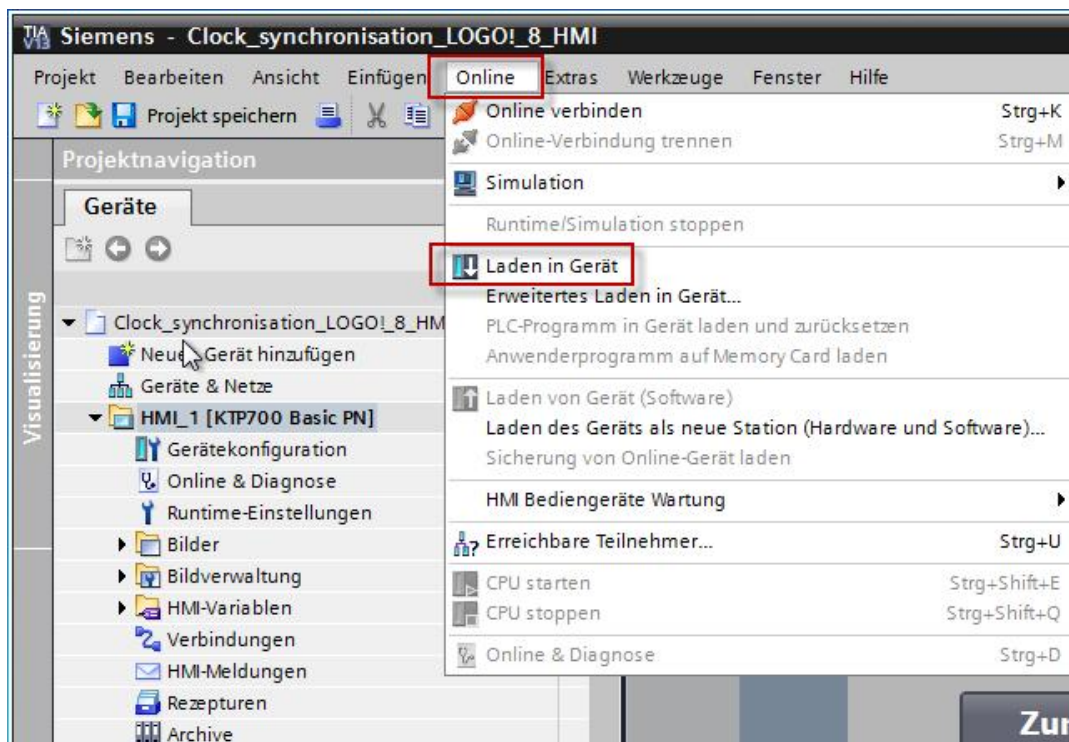 TIA V13 Siemens - Clock_synchronisation_LOGO!_8_HMI
Projekt Bearbeiten Ansicht Einfügen Online Extras Werkzeuge Fenster Hilfe
Projekt speichern
Projektnavigation
Geräte
Visualisierung
Clock_synchronisation_LOGO!_8_HM
Neues Gerät hinzufügen
Geräte & Netze
HMI_1 [KTP700 Basic PN]
Gerätekonfiguration
Online & Diagnose
Runtime-Einstellungen
Bilder
Bildverwaltung
HMI-Variablen
Verbindungen
HMI-Meldungen
Rezepturen
Archive
Online verbinden Strg+K
Online-Verbindung trennen Strg+M
Simulation
Runtime/Simulation stoppen
Laden in Gerät
Erweitertes Laden in Gerät...
PLC-Programm in Gerät laden und zurücksetzen
Anwenderprogramm auf Memory Card laden
Laden von Gerät (Software)
Laden des Geräts als neue Station (Hardware und Software)...
Sicherung von Online-Gerät laden
HMI Bediengeräte Wartung
Erreichbare Teilnehmer... Strg+U
CPU starten Strg+Shift+E
CPU stoppen Strg+Shift+Q
Online & Diagnose Strg+D
Zur